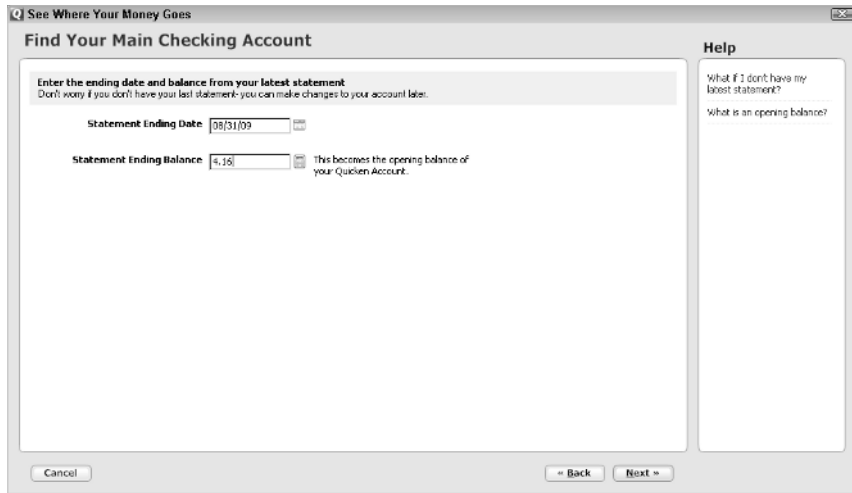 See Where Your Money Goes
Find Your Main Checking Account
Enter the ending date and balance from your latest statement
Don't worry if you don't have your last statement- you can make changes to your account later.
Statement Ending Date 08/31/09
Statement Ending Balance 4.16 This becomes the opening balance of
your Quicken Account.
Help
What if I don't have my
latest statement?
What is an opening balance?
Cancel
« Back
Next »